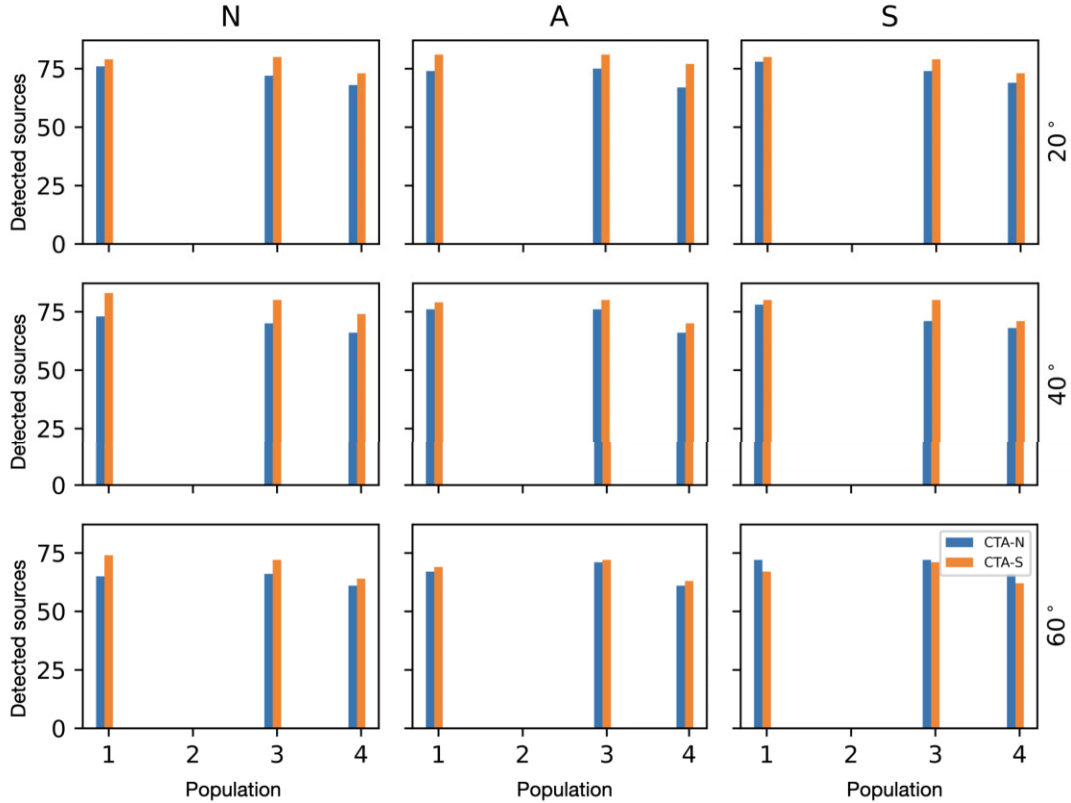 N A S
Detected sources
75
50
25
0
20°
Detected sources
75
50
25
0
40°
Detected sources
75
50
25
0
CTA-N
CTA-S
60°
1 2 3 4 1 2 3 4 1 2 3 4
Population Population Population